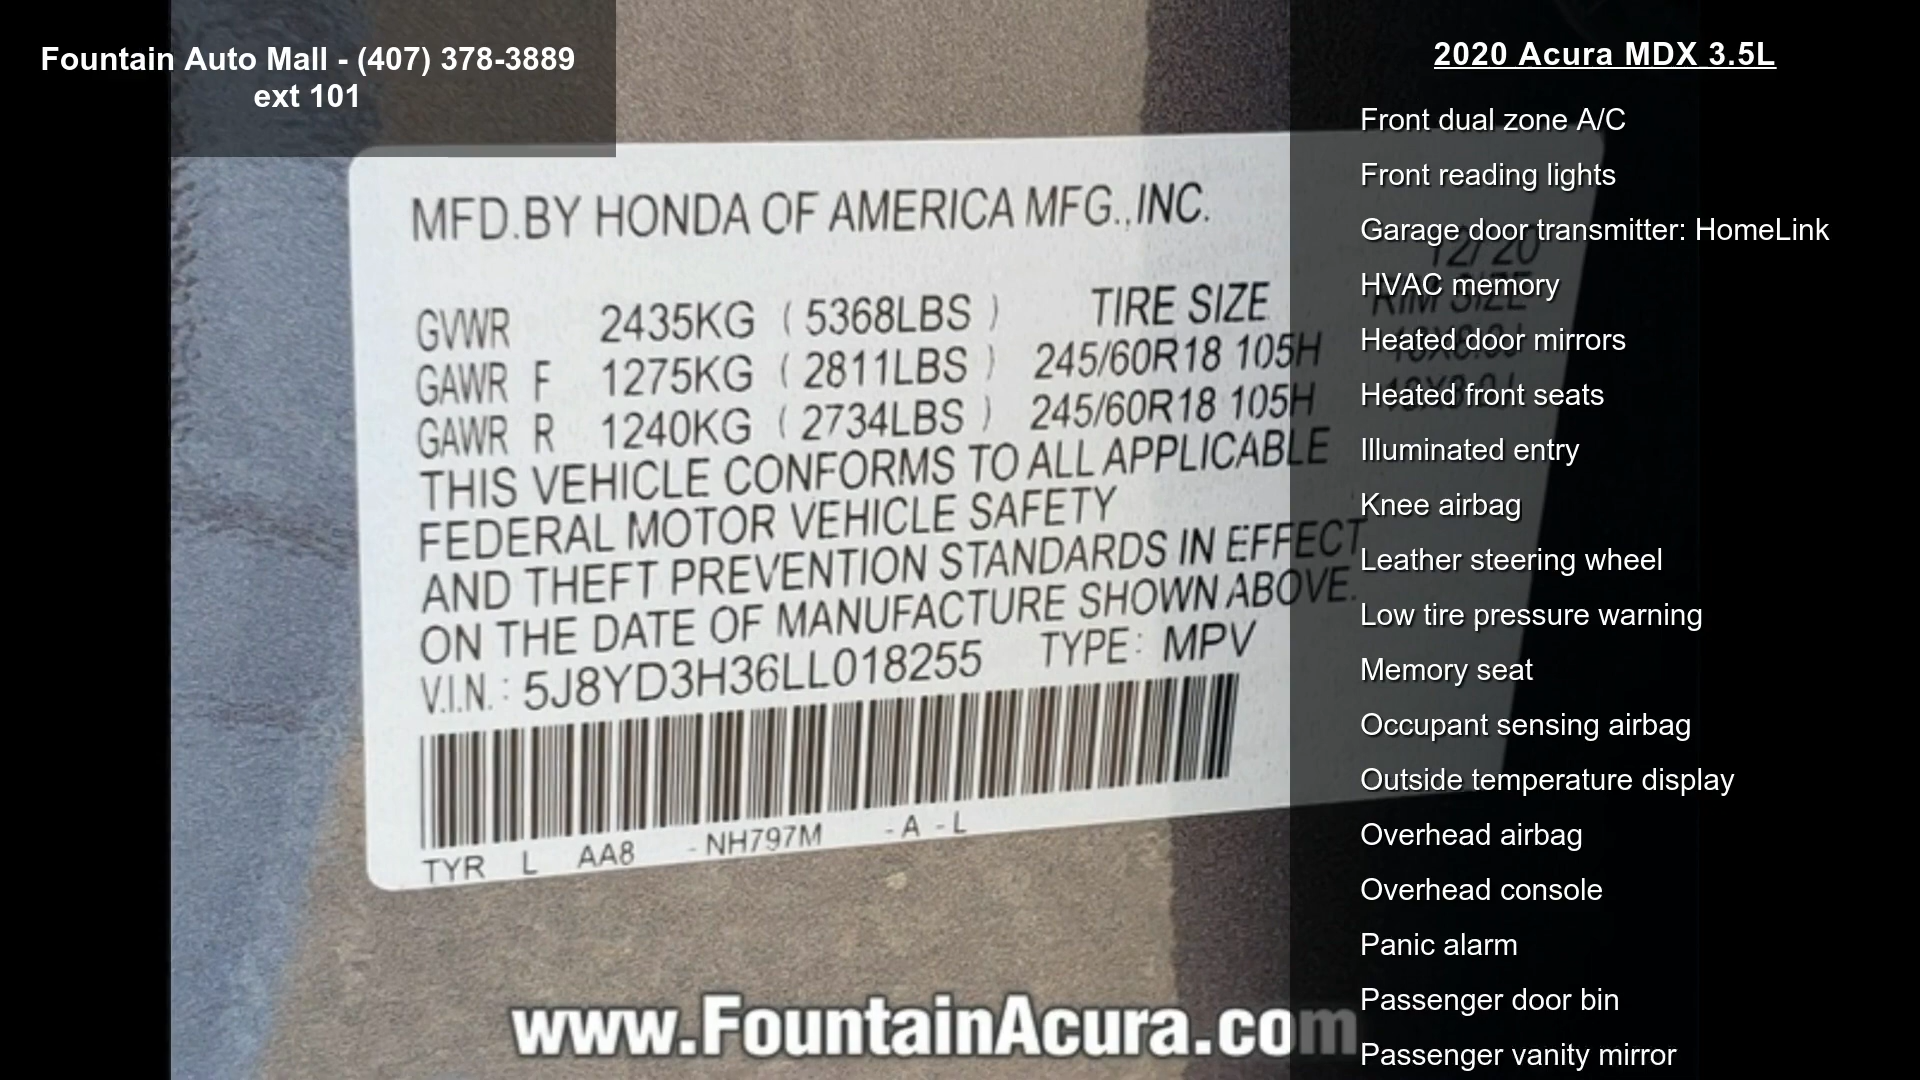 Fountain Auto Mall - (407) 378-3889
ext 101
2020 Acura MDX 3.5L
Front dual zone A/C
Front reading lights
Garage door transmitter: HomeLink
HVAC memory
Heated door mirrors
Heated front seats
Illuminated entry
Knee airbag
Leather steering wheel
Low tire pressure warning
Memory seat
Occupant sensing airbag
Outside temperature display
Overhead airbag
Overhead console
Panic alarm
Passenger door bin
Passenger vanity mirror
MFD.BY HONDA OF AMERICA MFG.,INC.
12/20
GVWR 2435KG ( 5368LBS ) TIRE SIZE RIM SIZE
GAWR F 1275KG ( 2811LBS ) 245/60R18 105H
GAWR R 1240KG ( 2734LBS ) 245/60R18 105H
THIS VEHICLE CONFORMS TO ALL APPLICABLE
FEDERAL MOTOR VEHICLE SAFETY
AND THEFT PREVENTION STANDARDS IN EFFECT
ON THE DATE OF MANUFACTURE SHOWN ABOVE.
V.I.N.: 5J8YD3H36LL018255 TYPE: MPV
TYR L AA8 - NH797M - A - L
www.FountainAcura.com